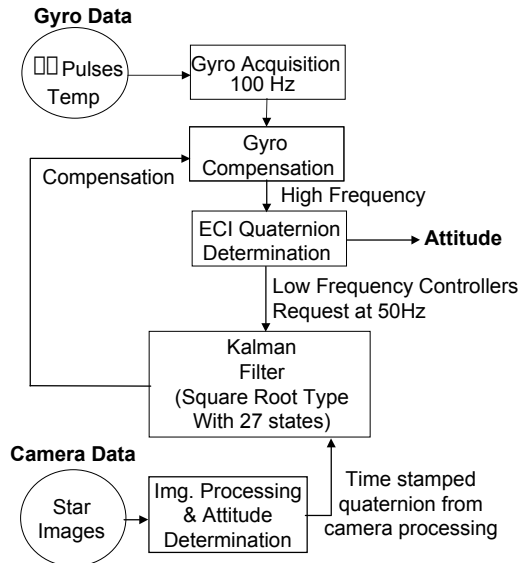 Gyro Data
Pulses
Temp
Gyro Acquisition
100 Hz
Gyro
Compensation
Compensation
High Frequency
ECI Quaternion
Determination
Attitude
Low Frequency Controllers
Request at 50Hz
Kalman
Filter
(Square Root Type
With 27 states)
Camera Data
Star
Images
Img. Processing
& Attitude
Determination
Time stamped
quaternion from
camera processing